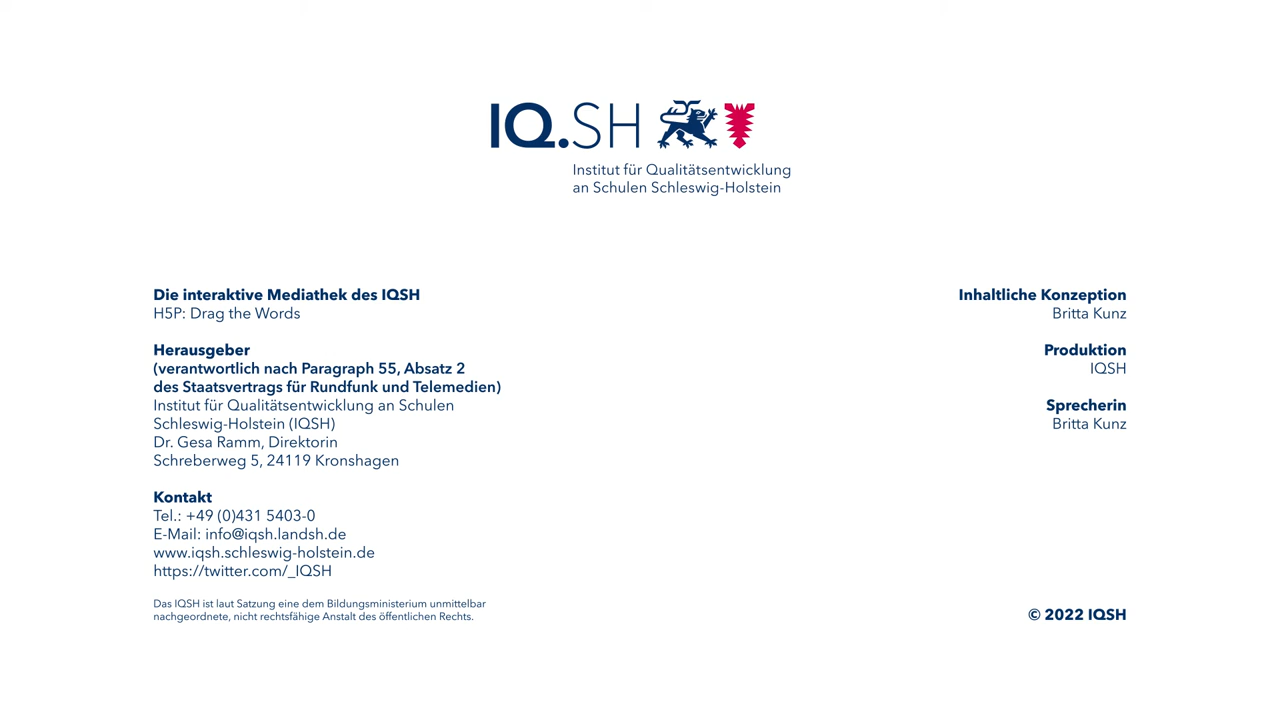 IQ.SH
Institut für Qualitätsentwicklung
an Schulen Schleswig-Holstein
Die interaktive Mediathek des IQSH
H5P: Drag the Words
Herausgeber
(verantwortlich nach Paragraph 55, Absatz 2
des Staatsvertrags für Rundfunk und Telemedien)
Institut für Qualitätsentwicklung an Schulen
Schleswig-Holstein (IQSH)
Dr. Gesa Ramm, Direktorin
Schreberweg 5, 24119 Kronshagen
Kontakt
Tel.: +49 (0)431 5403-0
E-Mail: info@iqsh.landsh.de
www.iqsh.schleswig-holstein.de
https://twitter.com/_IQSH
Das IQSH ist laut Satzung eine dem Bildungsministerium unmittelbar
nachgeordnete, nicht rechtsfähige Anstalt des öffentlichen Rechts.
Inhaltliche Konzeption
Britta Kunz
Produktion
IQSH
Sprecherin
Britta Kunz
© 2022 IQSH